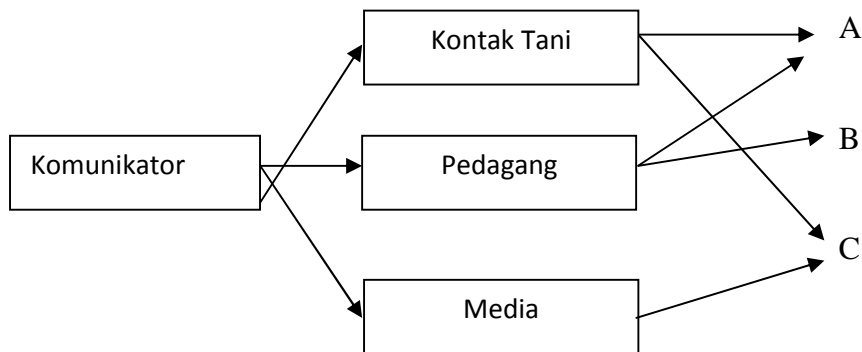 Kontak Tani
A
Komunikator
Pedagang
B
Media
C